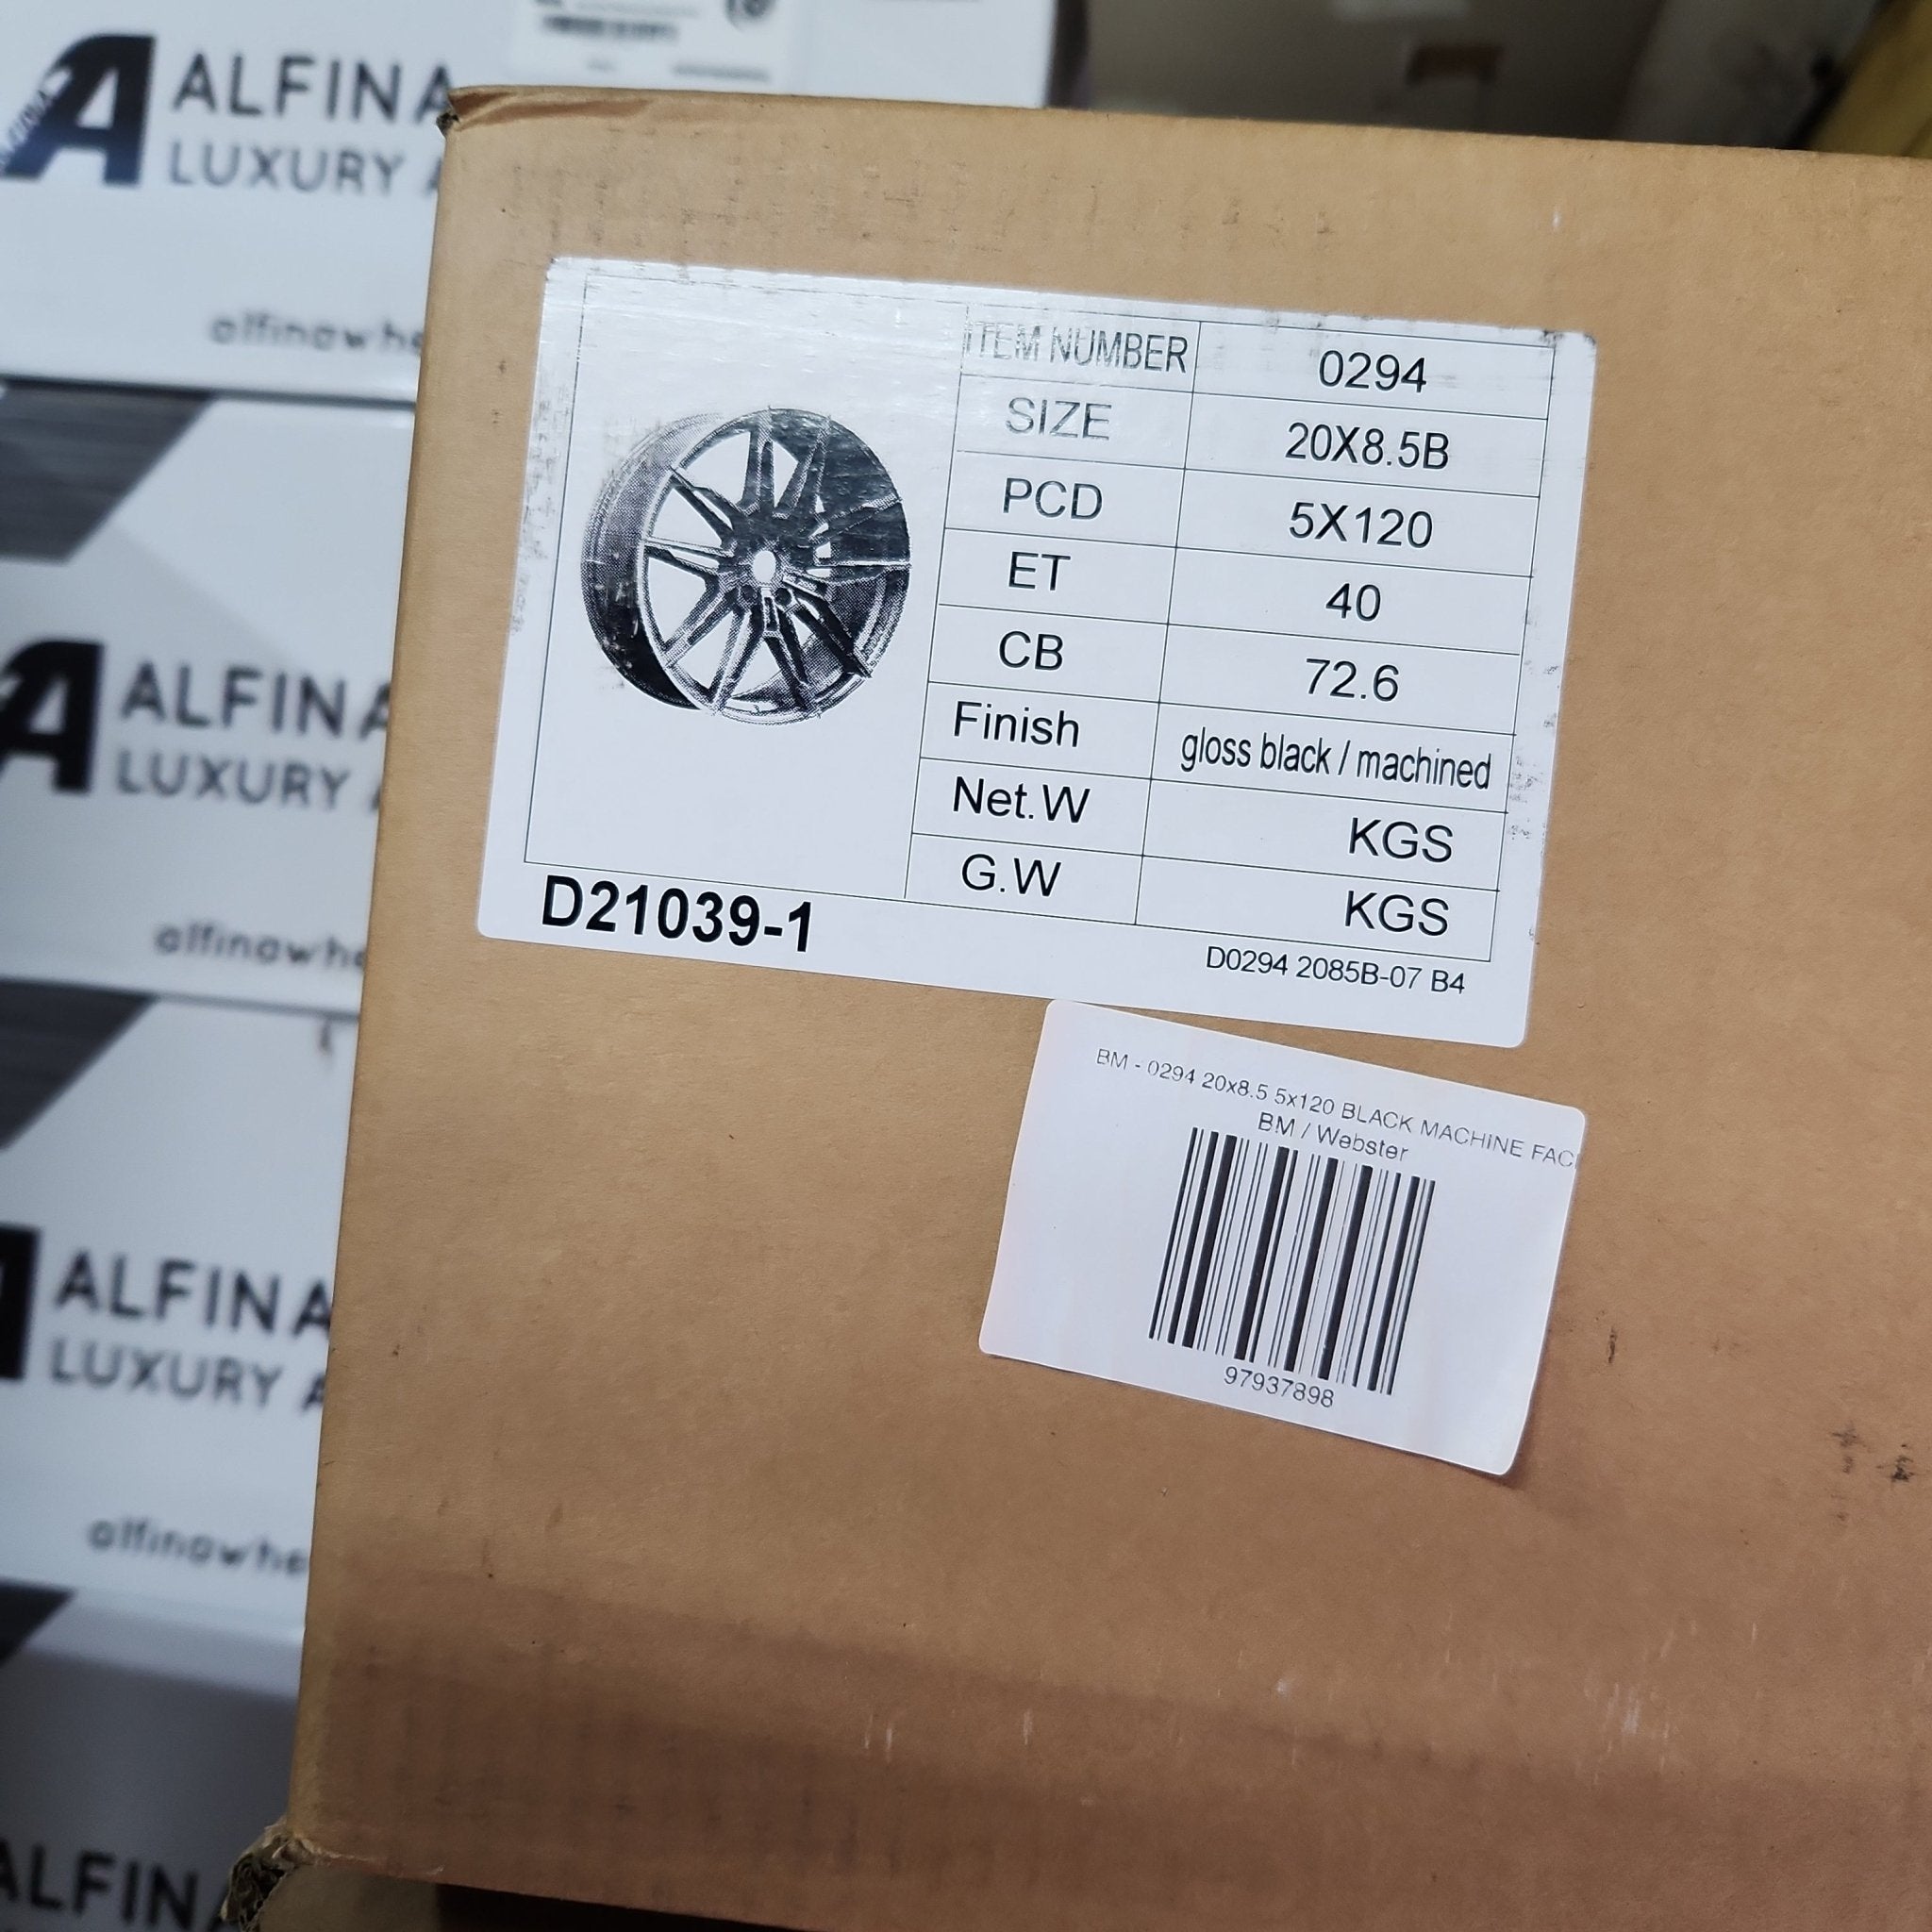 ALFINA
LUXURY
alfinawhe
ALFINA
LUXURY
alfinawhe
ALFINA
LUXURY A
alfinawhe
ALFINA
ITEM NUMBER 0294
SIZE 20X8.5B
PCD 5X120
ET 40
CB 72.6
Finish gloss black / machined
Net.W KGS
G.W KGS
D21039-1
D0294 2085B-07 B4
BM - 0294 20x8.5 5x120 BLACK MACHINE FAC
BM / Webster
97937898